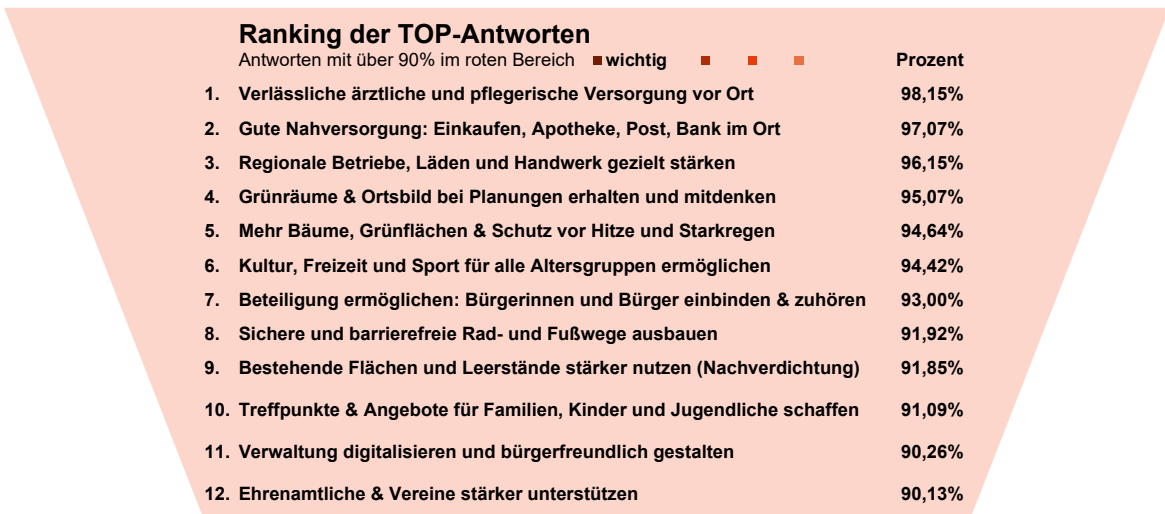 Ranking der TOP-Antworten
Antworten mit über 90% im roten Bereich wichtig Prozent
1. Verlässliche ärztliche und pflegerische Versorgung vor Ort 98,15%
2. Gute Nahversorgung: Einkaufen, Apotheke, Post, Bank im Ort 97,07%
3. Regionale Betriebe, Läden und Handwerk gezielt stärken 96,15%
4. Grünräume & Ortsbild bei Planungen erhalten und mitdenken 95,07%
5. Mehr Bäume, Grünflächen & Schutz vor Hitze und Starkregen 94,64%
6. Kultur, Freizeit und Sport für alle Altersgruppen ermöglichen 94,42%
7. Beteiligung ermöglichen: Bürgerinnen und Bürger einbinden & zuhören 93,00%
8. Sichere und barrierefreie Rad- und Fußwege ausbauen 91,92%
9. Bestehende Flächen und Leerstände stärker nutzen (Nachverdichtung) 91,85%
10. Treffpunkte & Angebote für Familien, Kinder und Jugendliche schaffen 91,09%
11. Verwaltung digitalisieren und bürgerfreundlich gestalten 90,26%
12. Ehrenamtliche & Vereine stärker unterstützen 90,13%